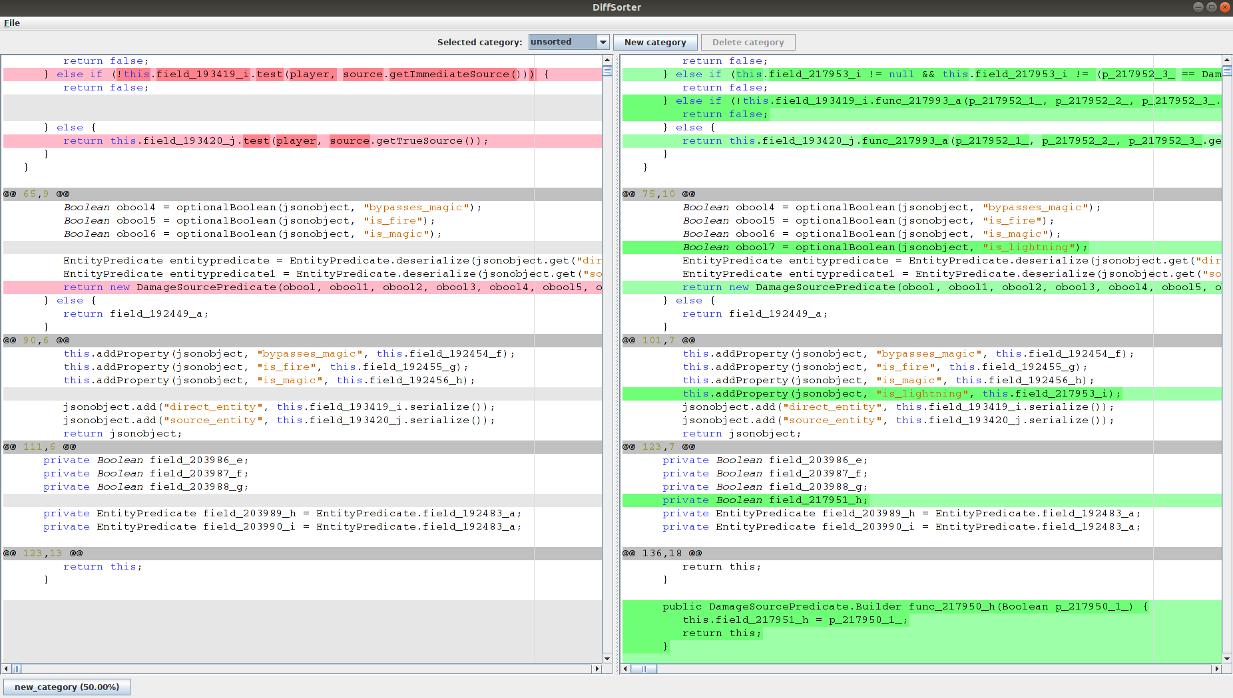 DiffSorter
File
Selected category: unsorted New category Delete category
return false;
} else if (!this.field_193419_i.test(player, source.getImmediateSource())) {
return false;
} else {
return this.field_193420_j.test(player, source.getTrueSource());
}
}
@@ 65,9 @@
Boolean obool4 = optionalBoolean(jsonobject, "bypasses_magic");
Boolean obool5 = optionalBoolean(jsonobject, "is_fire");
Boolean obool6 = optionalBoolean(jsonobject, "is_magic");
EntityPredicate entitypredicate = EntityPredicate.deserialize(jsonobject.get("dir
EntityPredicate entitypredicate1 = EntityPredicate.deserialize(jsonobject.get("so
return new DamageSourcePredicate(obool, obool1, obool2, obool3, obool4, obool5, o
} else {
return field_192449_a;
}
@@ 90,6 @@
this.addProperty(jsonobject, "bypasses_magic", this.field_192454_f);
this.addProperty(jsonobject, "is_fire", this.field_192455_g);
this.addProperty(jsonobject, "is_magic", this.field_192456_h);
jsonobject.add("direct_entity", this.field_193419_i.serialize());
jsonobject.add("source_entity", this.field_193420_j.serialize());
return jsonobject;
@@ 111,6 @@
private Boolean field_203986_e;
private Boolean field_203987_f;
private Boolean field_203988_g;
private EntityPredicate field_203989_h = EntityPredicate.field_192483_a;
private EntityPredicate field_203990_i = EntityPredicate.field_192483_a;
@@ 123,13 @@
return this;
}
return false;
} else if (this.field_217953_i != null && this.field_217953_i != (p_217952_3_ == Dam
return false;
} else if (!this.field_193419_i.func_217993_a(p_217952_1_, p_217952_2_, p_217952_3_.
return false;
} else {
return this.field_193420_j.func_217993_a(p_217952_1_, p_217952_2_, p_217952_3_.ge
}
}
@@ 75,10 @@
Boolean obool4 = optionalBoolean(jsonobject, "bypasses_magic");
Boolean obool5 = optionalBoolean(jsonobject, "is_fire");
Boolean obool6 = optionalBoolean(jsonobject, "is_magic");
Boolean obool7 = optionalBoolean(jsonobject, "is_lightning");
EntityPredicate entitypredicate = EntityPredicate.deserialize(jsonobject.get("dir
EntityPredicate entitypredicate1 = EntityPredicate.deserialize(jsonobject.get("so
return new DamageSourcePredicate(obool, obool1, obool2, obool3, obool4, obool5, o
} else {
return field_192449_a;
}
@@ 101,7 @@
this.addProperty(jsonobject, "bypasses_magic", this.field_192454_f);
this.addProperty(jsonobject, "is_fire", this.field_192455_g);
this.addProperty(jsonobject, "is_magic", this.field_192456_h);
this.addProperty(jsonobject, "is_lightning", this.field_217953_i);
jsonobject.add("direct_entity", this.field_193419_i.serialize());
jsonobject.add("source_entity", this.field_193420_j.serialize());
return jsonobject;
@@ 123,7 @@
private Boolean field_203986_e;
private Boolean field_203987_f;
private Boolean field_203988_g;
private Boolean field_217951_h;
private EntityPredicate field_203989_h = EntityPredicate.field_192483_a;
private EntityPredicate field_203990_i = EntityPredicate.field_192483_a;
@@ 136,18 @@
return this;
}
public DamageSourcePredicate.Builder func_217950_h(Boolean p_217950_1_) {
this.field_217951_h = p_217950_1_;
return this;
}
new_category (50.00%)